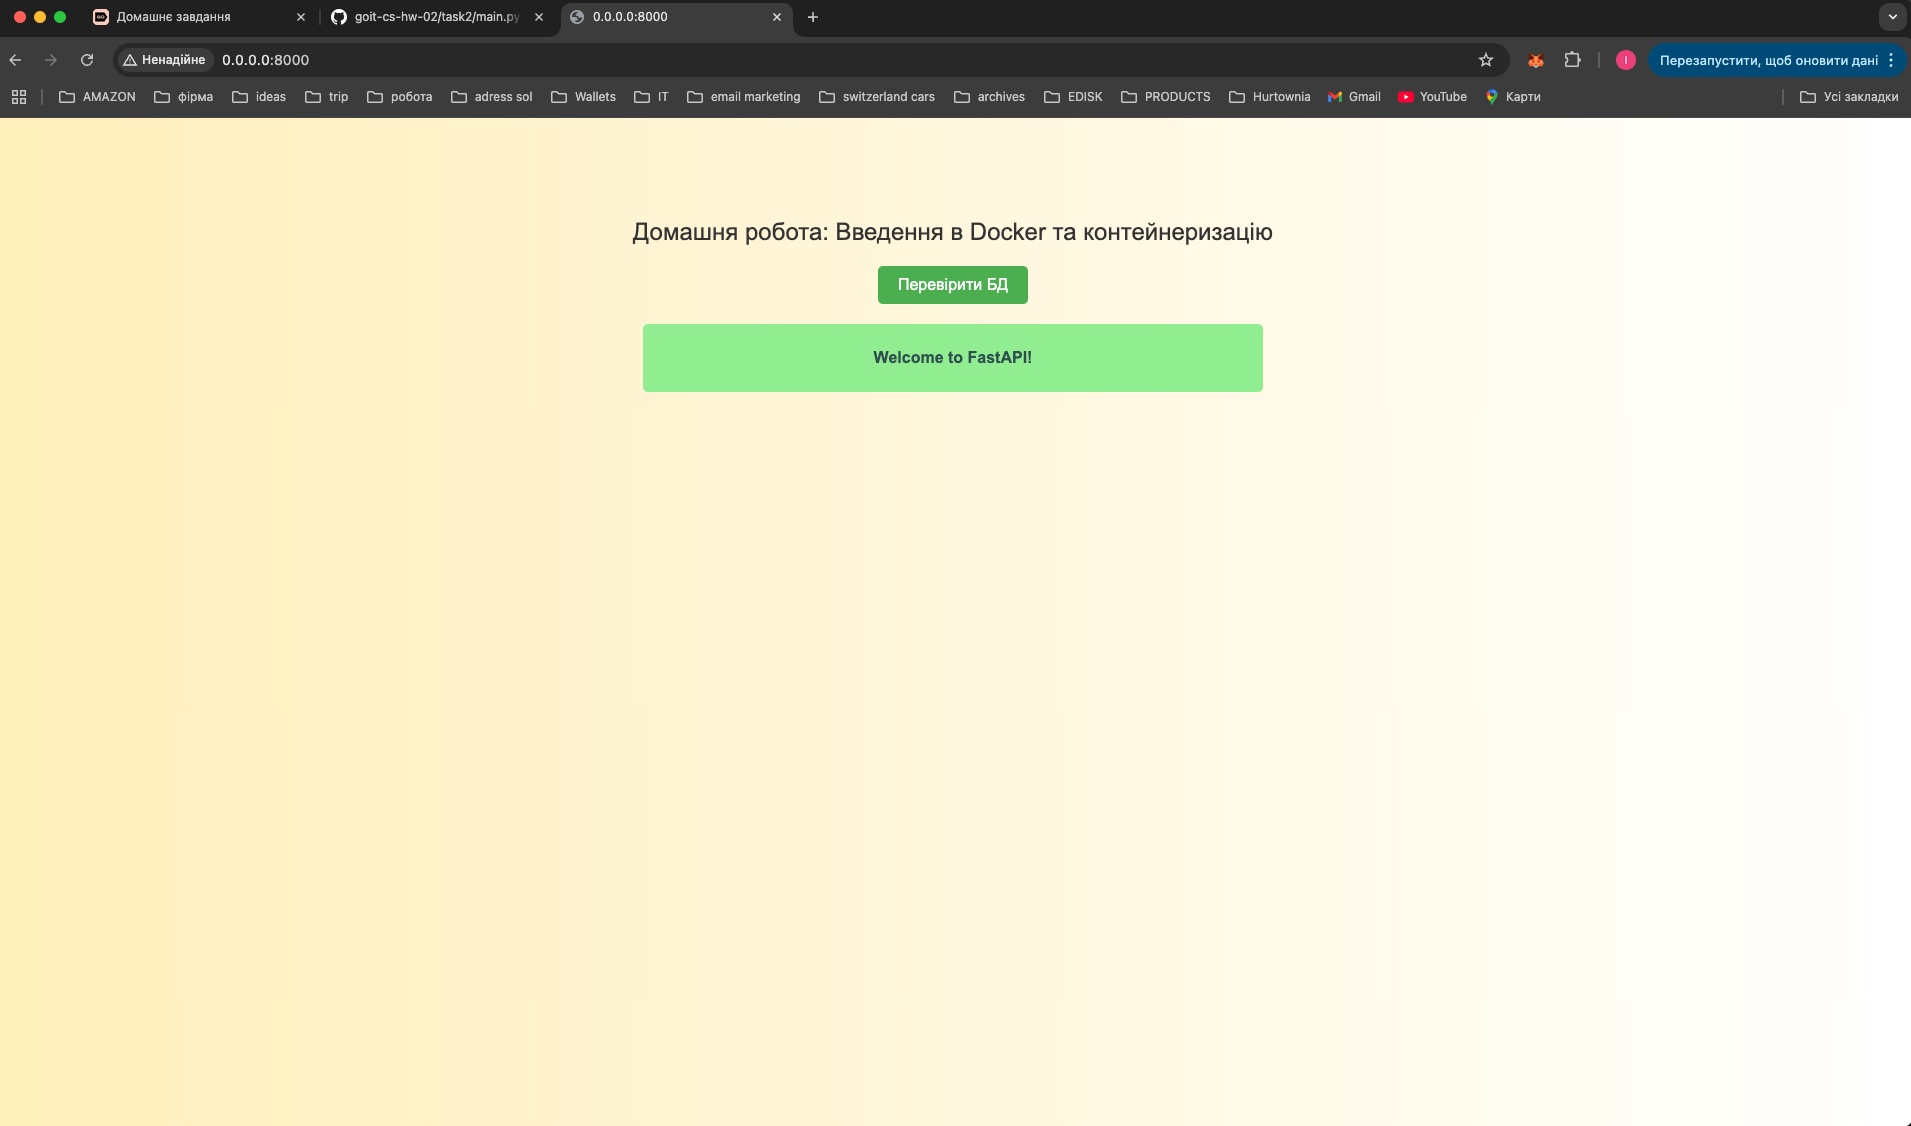 Домашнє завдання
goit-cs-hw-02/task2/main.py
0.0.0.0:8000
Ненадійне
0.0.0.0:8000
Перезапустити, щоб оновити дані
AMAZON
фірма
ideas
trip
робота
adress sol
Wallets
IT
email marketing
switzerland cars
archives
EDISK
PRODUCTS
Hurtownia
Gmail
YouTube
Карти
Усі закладки
Домашня робота: Введення в Docker та контейнеризацію
Перевірити БД
Welcome to FastAPI!